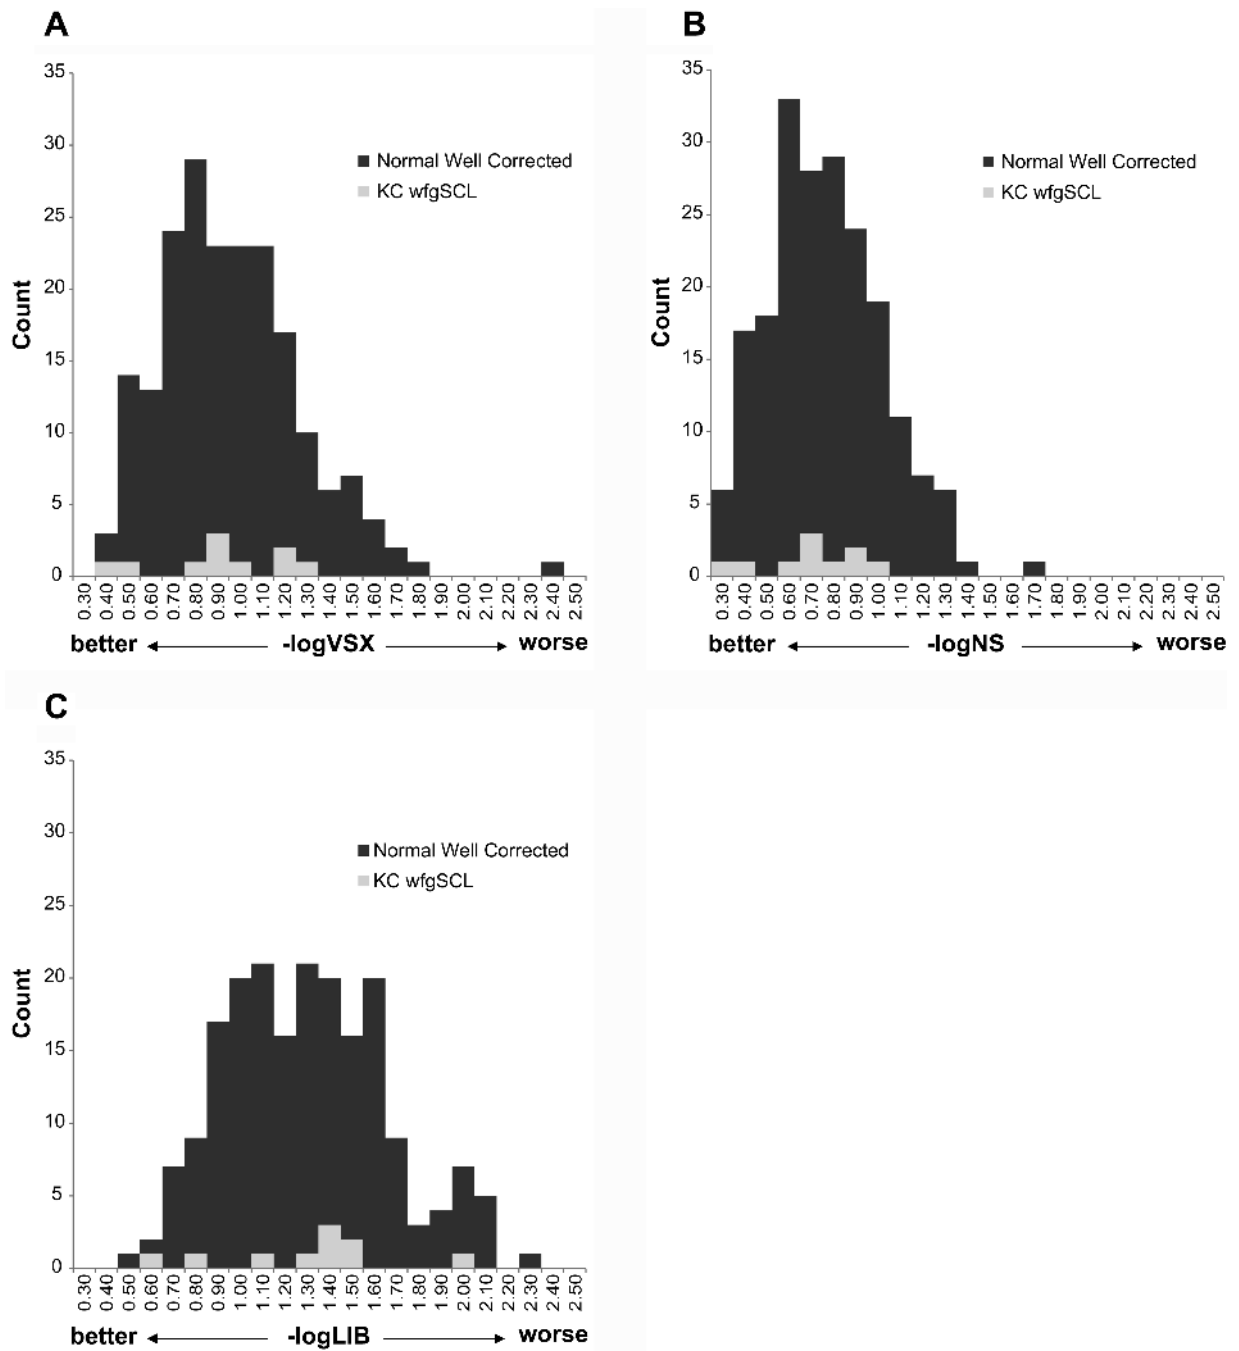 A
35
30
25
20
15
10
5
0
Count
Normal Well Corrected
KC wfgSCL
0.30 0.40 0.50 0.60 0.70 0.80 0.90 1.00 1.10 1.20 1.30 1.40 1.50 1.60 1.70 1.80 1.90 2.00 2.10 2.20 2.30 2.40 2.50
better -logVSX worse
B
35
30
25
20
15
10
5
0
Count
Normal Well Corrected
KC wfgSCL
0.30 0.40 0.50 0.60 0.70 0.80 0.90 1.00 1.10 1.20 1.30 1.40 1.50 1.60 1.70 1.80 1.90 2.00 2.10 2.20 2.30 2.40 2.50
better -logNS worse
C
35
30
25
20
15
10
5
0
Count
Normal Well Corrected
KC wfgSCL
0.30 0.40 0.50 0.60 0.70 0.80 0.90 1.00 1.10 1.20 1.30 1.40 1.50 1.60 1.70 1.80 1.90 2.00 2.10 2.20 2.30 2.40 2.50
better -logLIB worse